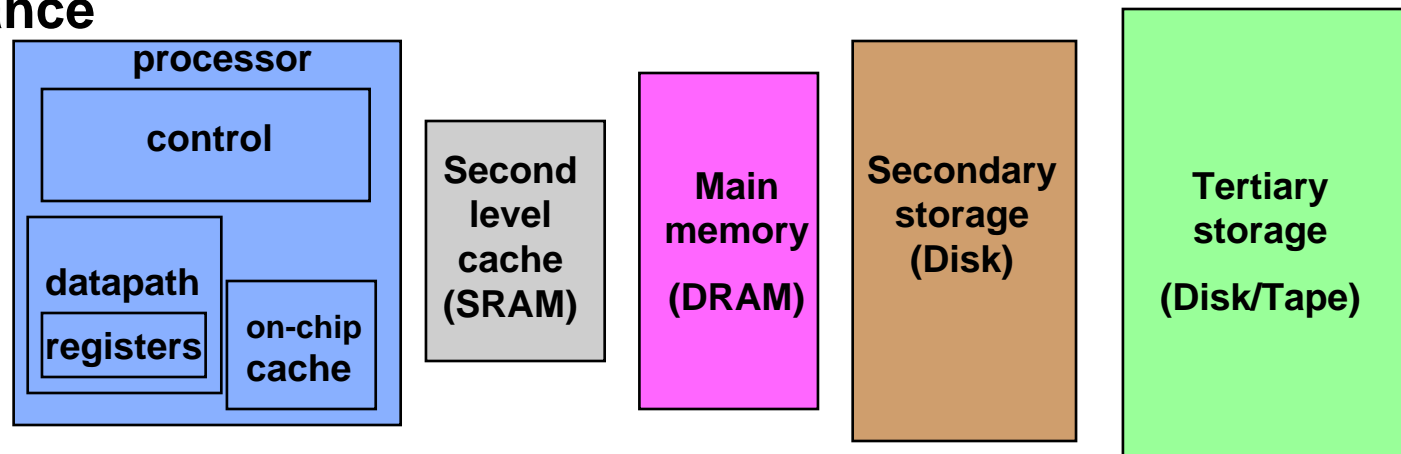 processor
control
datapath
registers
on-chip
cache
Second
level
cache
(SRAM)
Main
memory
(DRAM)
Secondary
storage
(Disk)
Tertiary
storage
(Disk/Tape)